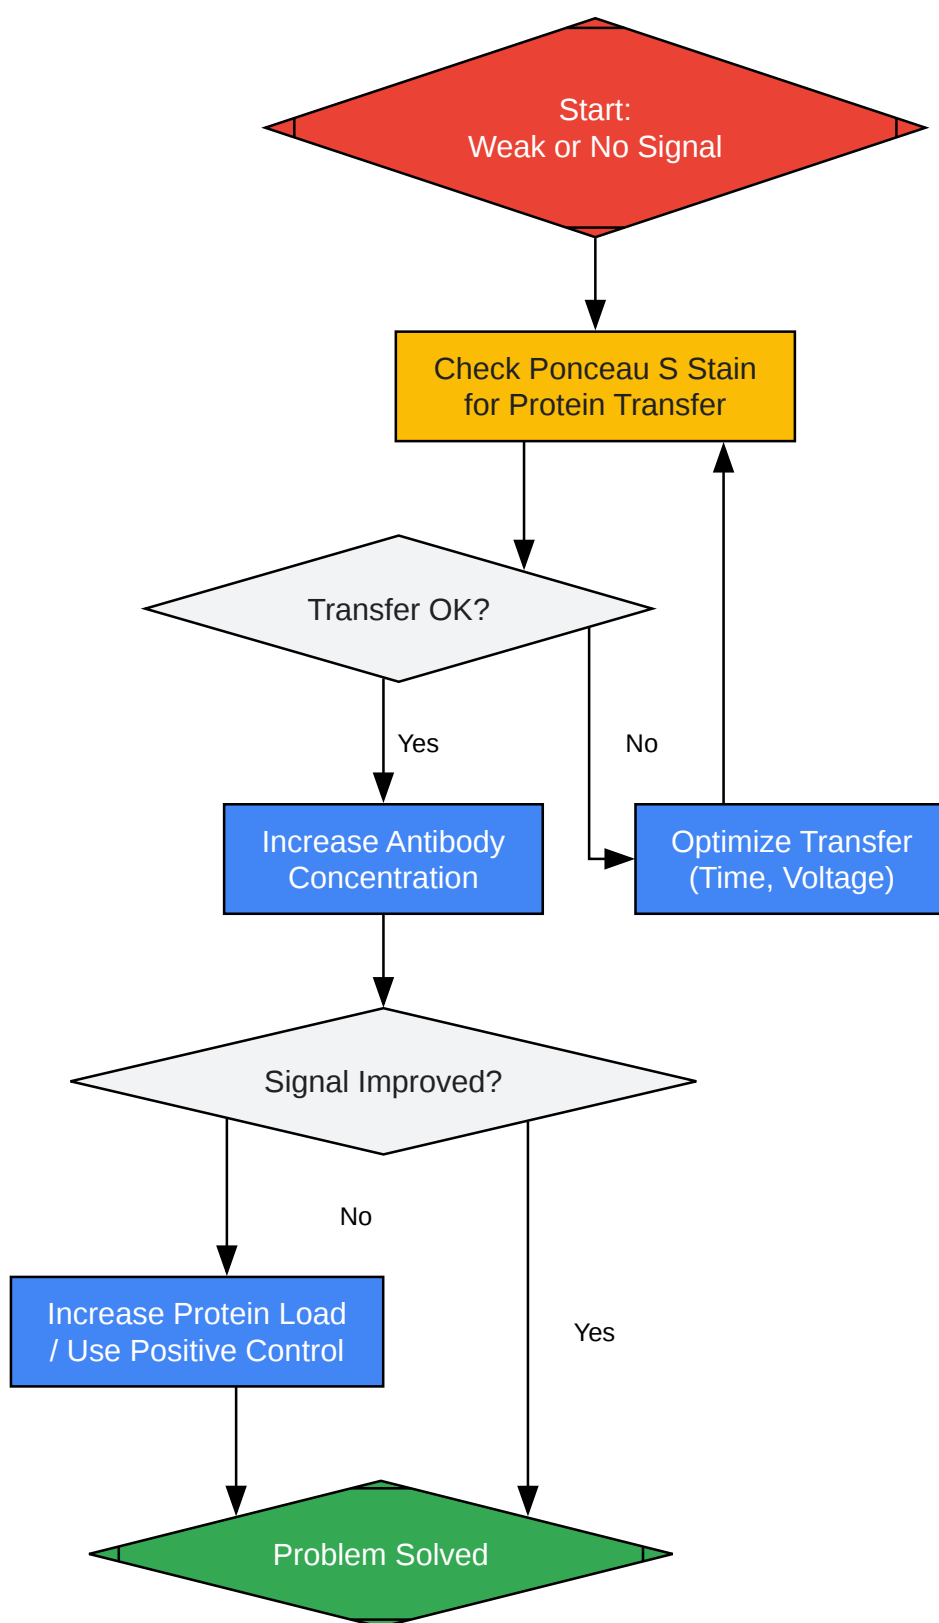 Start:
Weak or No Signal
Check Ponceau S Stain
for Protein Transfer
Transfer OK?
Yes
No
Increase Antibody
Concentration
Optimize Transfer
(Time, Voltage)
Signal Improved?
No
Increase Protein Load
/ Use Positive Control
Yes
Problem Solved